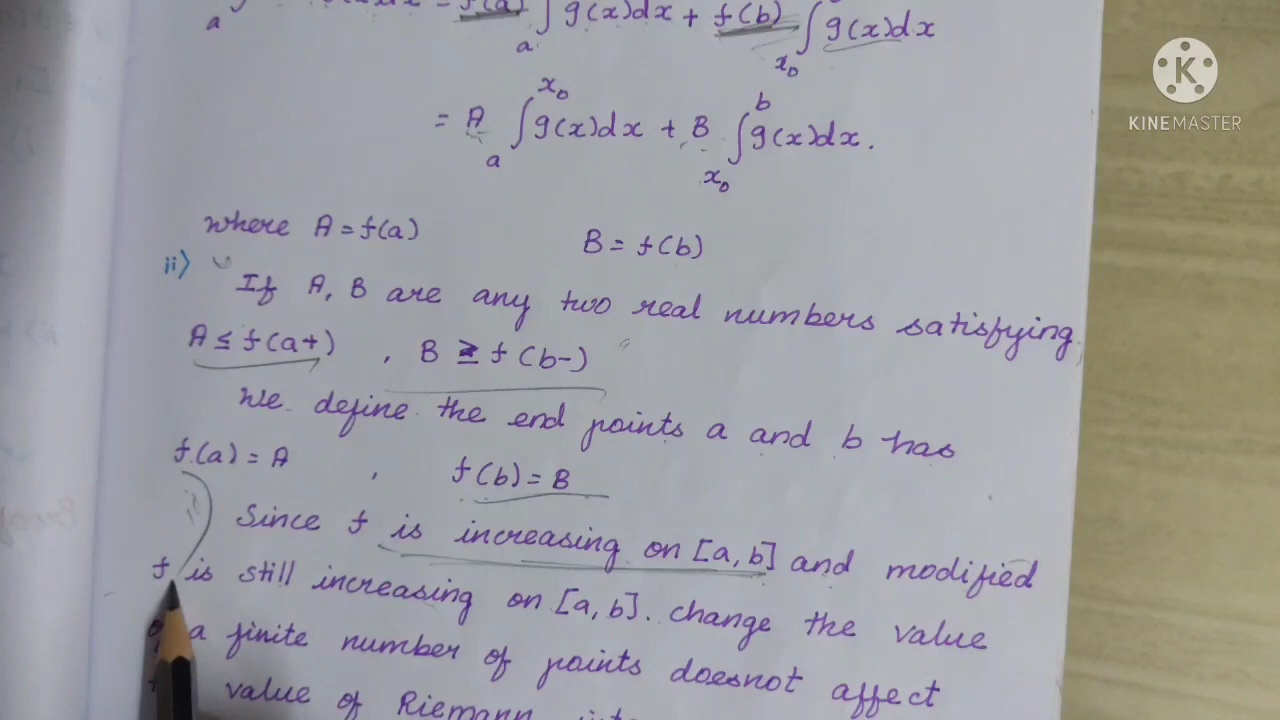 a ∫ g(x)dx + f(b) ∫ g(x)dx
a x₀
= A ∫ g(x)dx + B ∫ g(x)dx.
a x₀ x₀ b
where A = f(a) B = f(b)
ii) If A, B are any two real numbers satisfying,
A ≤ f(a+) , B ≥ f(b-)
We define the end points a and b has
f(a) = A , f(b) = B
Since f is increasing on [a, b] and modified
f is still increasing on [a, b]. change the value
a finite number of points doesnot affect
value of Riemann
K
KINEMASTER